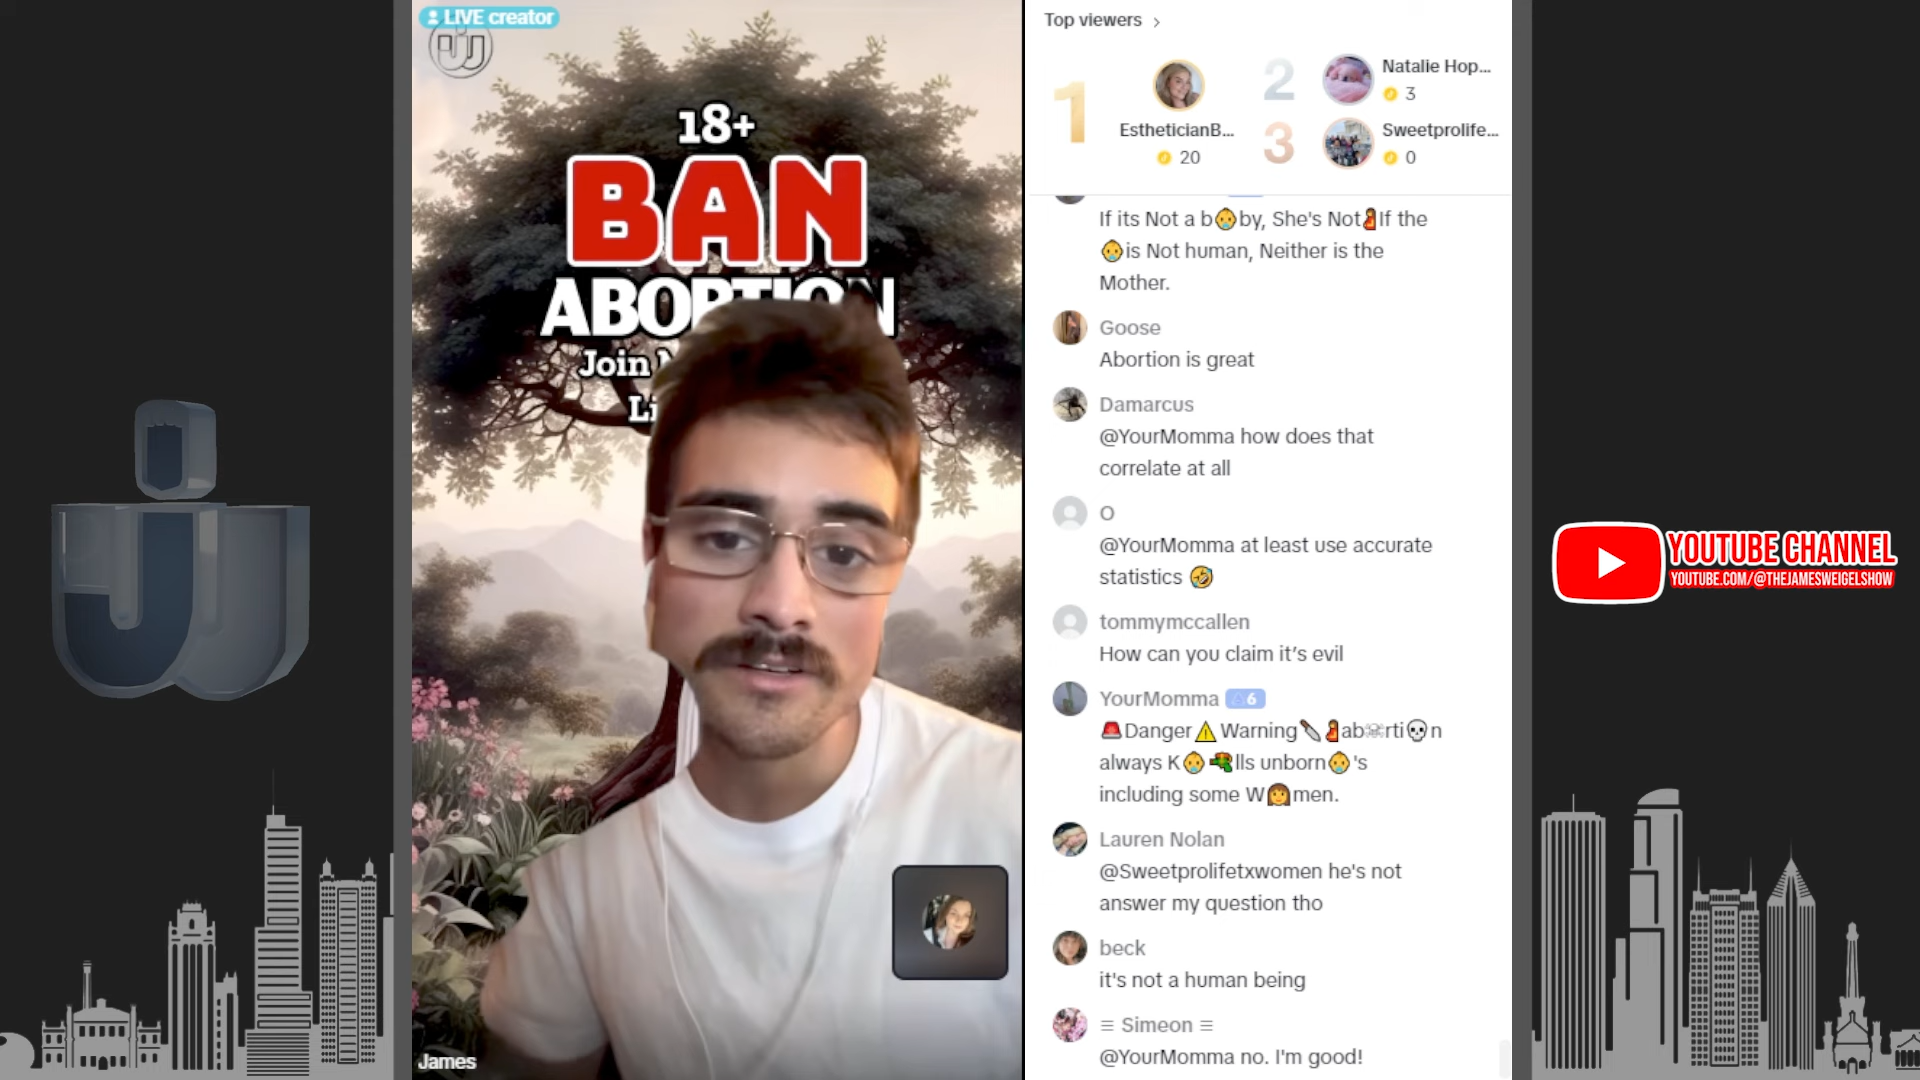 LIVE creator
18+
BAN
ABORTION
Join
Li
James
Top viewers >
1
EstheticianB...
20
2
Natalie Hop...
3
3
Sweetprolife...
0
If its Not a b👶by, She's Not🤰If the
👶is Not human, Neither is the
Mother.
Goose
Abortion is great
Damarcus
@YourMomma how does that
correlate at all
O
@YourMomma at least use accurate
statistics 🤣
tommymccallen
How can you claim it’s evil
YourMomma 6
🚨Danger⚠️Warning🔪🤰ab☠rti💀n
always K👶🔫lls unborn👶's
including some W👩men.
Lauren Nolan
@Sweetprolifetxwomen he's not
answer my question tho
beck
it's not a human being
≡ Simeon ≡
@YourMomma no. I'm good!
YOUTUBE CHANNEL
YOUTUBE.COM/@THEJAMESWEIGELSHOW